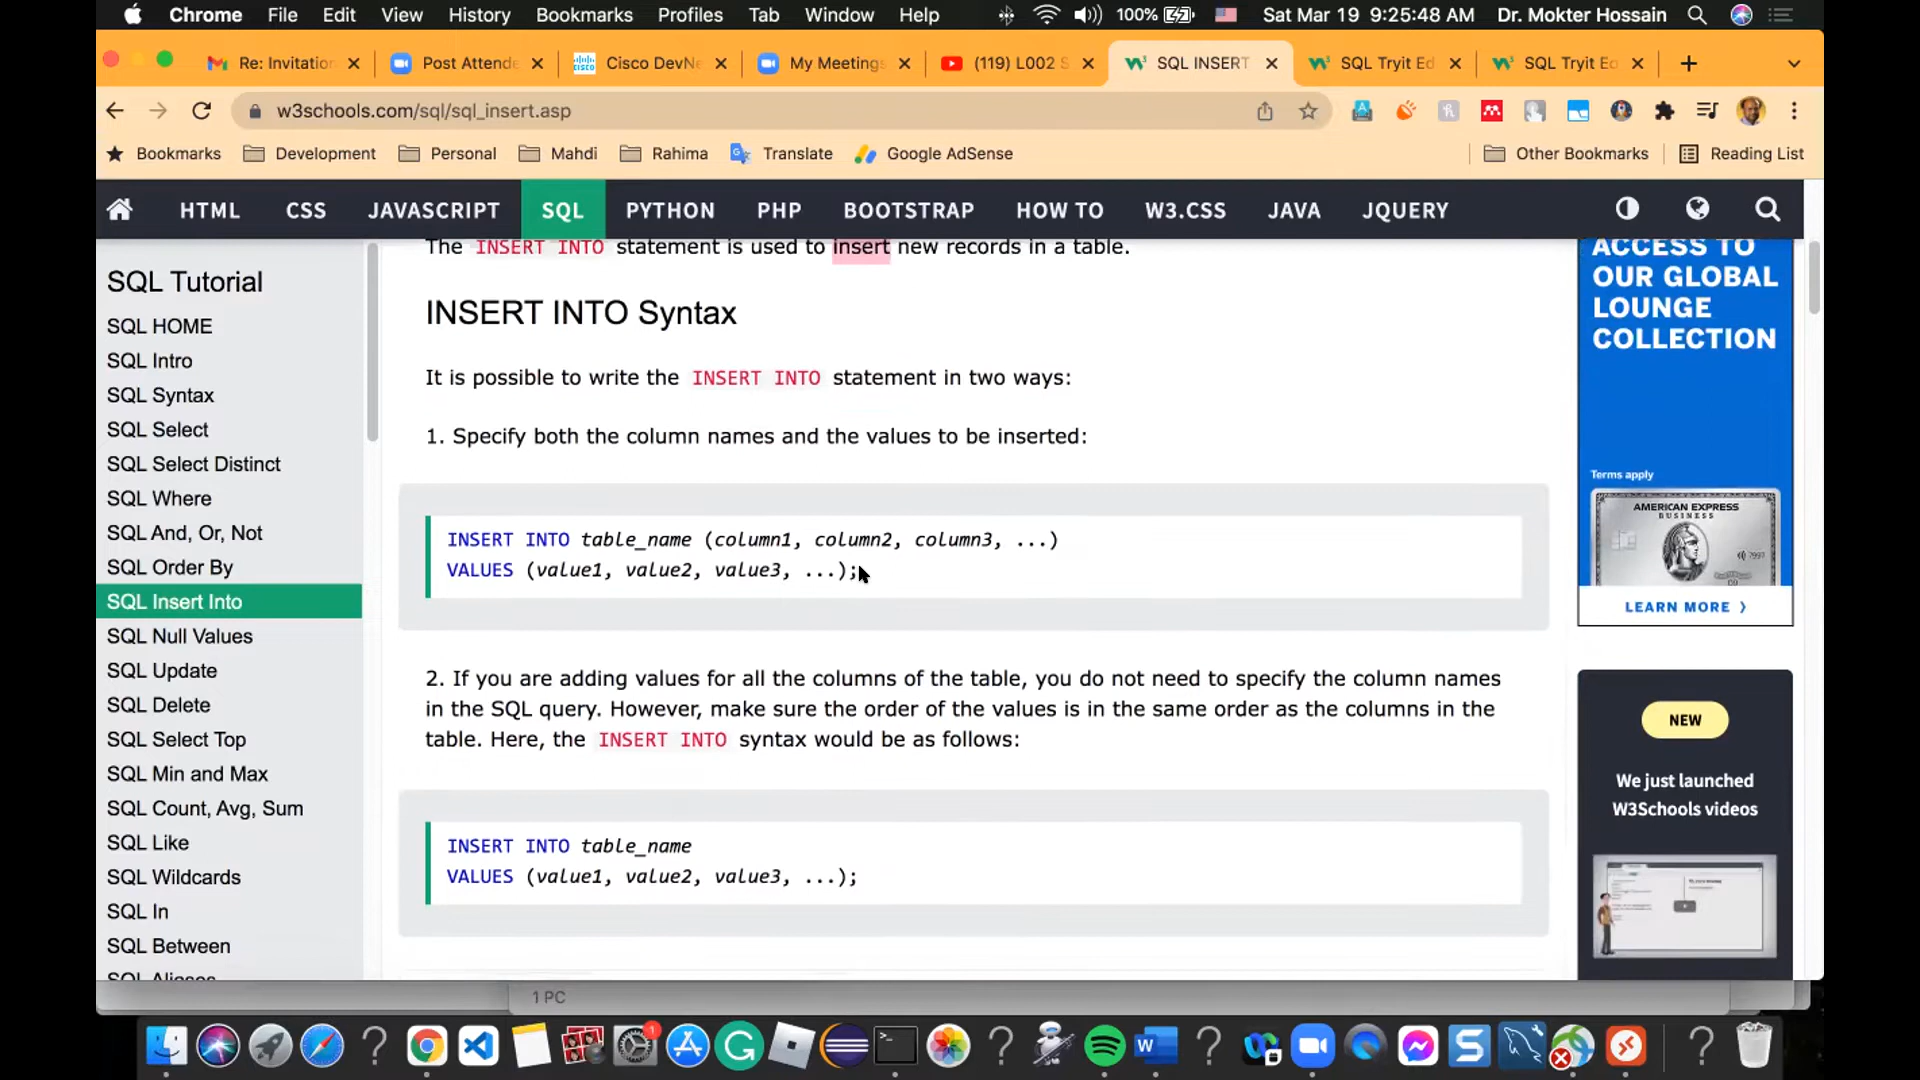 Chrome File Edit View History Bookmarks Profiles Tab Window Help 100% Sat Mar 19 9:25:48 AM Dr. Mokter Hossain
Re: Invitation Post Attende Cisco DevNe My Meetings (119) L002 S SQL INSERT SQL Tryit Ed SQL Tryit Ed
w3schools.com/sql/sql_insert.asp
Bookmarks Development Personal Mahdi Rahima Translate Google AdSense Other Bookmarks Reading List
HTML CSS JAVASCRIPT SQL PYTHON PHP BOOTSTRAP HOW TO W3.CSS JAVA JQUERY
SQL Tutorial
SQL HOME
SQL Intro
SQL Syntax
SQL Select
SQL Select Distinct
SQL Where
SQL And, Or, Not
SQL Order By
SQL Insert Into
SQL Null Values
SQL Update
SQL Delete
SQL Select Top
SQL Min and Max
SQL Count, Avg, Sum
SQL Like
SQL Wildcards
SQL In
SQL Between
SQL Aliases
The INSERT INTO statement is used to insert new records in a table.
INSERT INTO Syntax
It is possible to write the INSERT INTO statement in two ways:
1. Specify both the column names and the values to be inserted:
INSERT INTO table_name (column1, column2, column3, ...)
VALUES (value1, value2, value3, ...);
2. If you are adding values for all the columns of the table, you do not need to specify the column names
in the SQL query. However, make sure the order of the values is in the same order as the columns in the
table. Here, the INSERT INTO syntax would be as follows:
INSERT INTO table_name
VALUES (value1, value2, value3, ...);
ACCESS TO
OUR GLOBAL
LOUNGE
COLLECTION
Terms apply
AMERICAN EXPRESS
BUSINESS
LEARN MORE
NEW
We just launched
W3Schools videos
1 PC